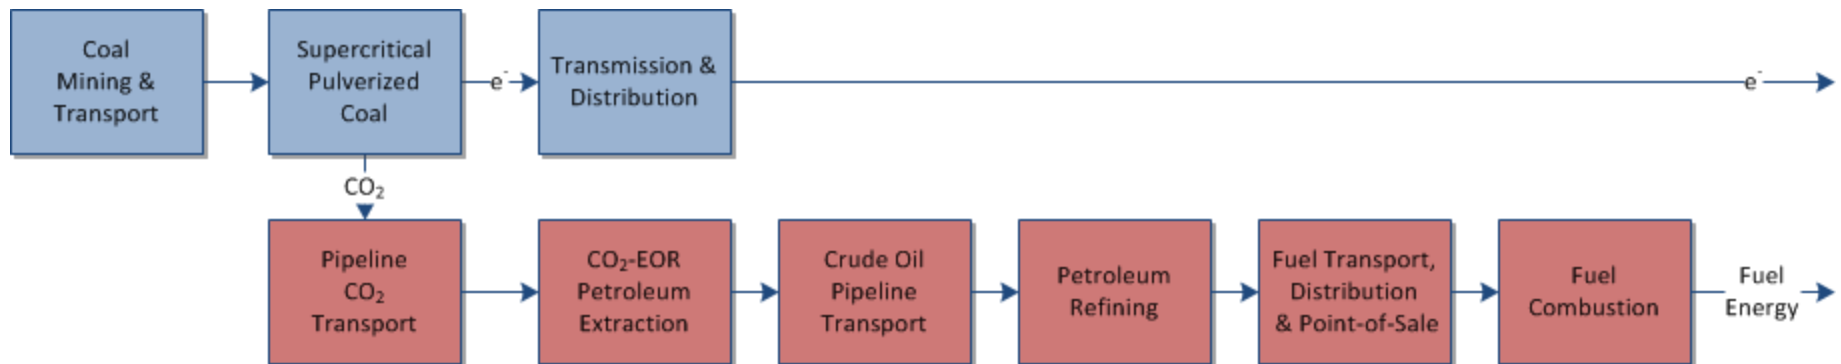 Coal
Mining &
Transport
Supercritical
Pulverized
Coal
e⁻
Transmission &
Distribution
e⁻
CO₂
Pipeline
CO₂
Transport
CO₂-EOR
Petroleum
Extraction
Crude Oil
Pipeline
Transport
Petroleum
Refining
Fuel Transport,
Distribution
& Point-of-Sale
Fuel
Combustion
Fuel
Energy